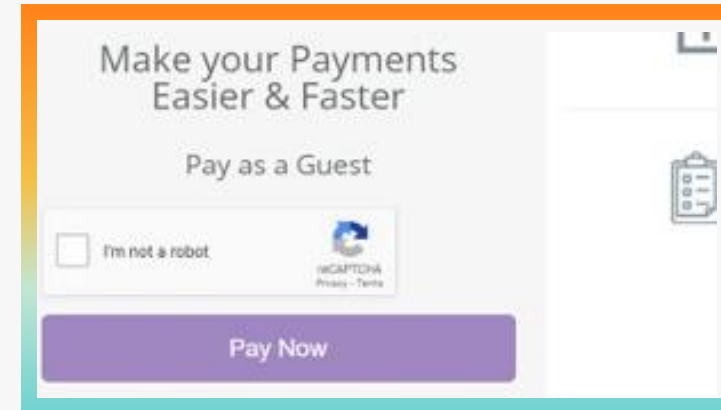 Make your Payments
Easier & Faster
Pay as a Guest
I'm not a robot
reCAPTCHA
Privacy - Terms
Pay Now